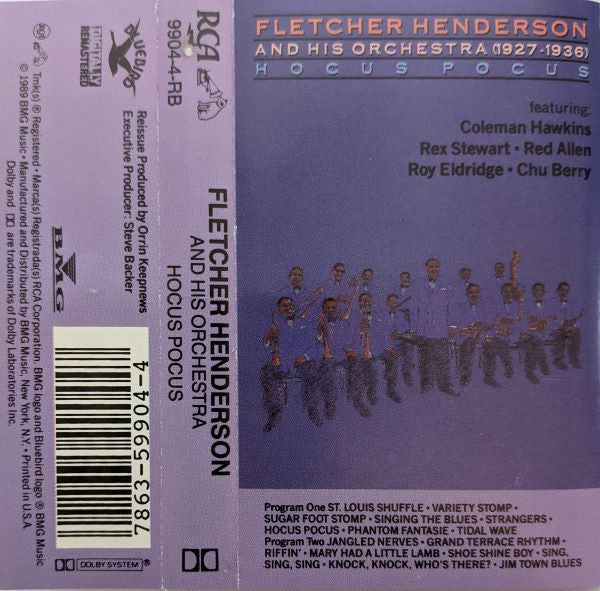 FLETCHER HENDERSON
AND HIS ORCHESTRA (1927-1936)
HOCUS POCUS
featuring:
Coleman Hawkins
Rex Stewart • Red Allen
Roy Eldridge • Chu Berry
Program One ST. LOUIS SHUFFLE • VARIETY STOMP •
SUGAR FOOT STOMP • SINGING THE BLUES • STRANGERS •
HOCUS POCUS • PHANTOM FANTASIE • TIDAL WAVE
Program Two JANGLED NERVES • GRAND TERRACE RHYTHM •
RIFFIN' • MARY HAD A LITTLE LAMB • SHOE SHINE BOY • SING,
SING, SING • KNOCK, KNOCK, WHO'S THERE? • JIM TOWN BLUES
RCA
9904-4-RB
FLETCHER HENDERSON
AND HIS ORCHESTRA
HOCUS POCUS
BLUEBIRD
DIGITALLY
REMASTERED
Reissue Produced by Orrin Keepnews
Executive Producer: Steve Backer
BMG
7863-59904-4
DOLBY SYSTEM ®
RCA
Tmk(s) ® Registered • Marca(s) Registrada(s) RCA Corporation. BMG logo and Bluebird logo ® BMG Music
© 1989 BMG Music • Manufactured and Distributed by BMG Music, New York, N.Y. • Printed in U.S.A.
Dolby and are trademarks of Dolby Laboratories Inc.